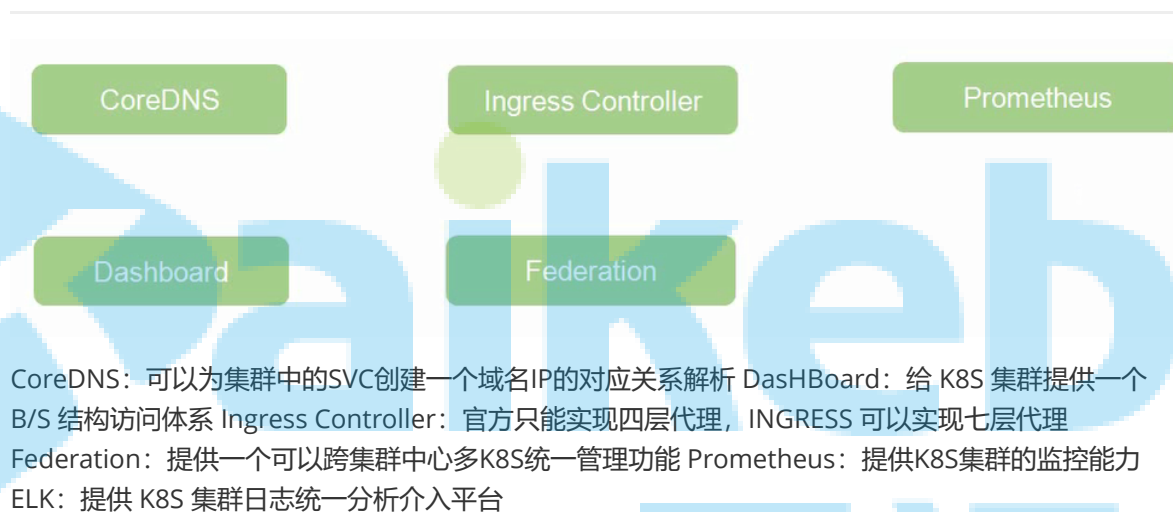 CoreDNS
Ingress Controller
Prometheus
Dashboard
Federation
aikeb
CoreDNS：可以为集群中的SVC创建一个域名IP的对应关系解析 DasHBoard：给 K8S 集群提供一个
B/S 结构访问体系 Ingress Controller：官方只能实现四层代理，INGRESS 可以实现七层代理
Federation：提供一个可以跨集群中心多K8S统一管理功能 Prometheus：提供K8S集群的监控能力
ELK：提供 K8S 集群日志统一分析介入平台